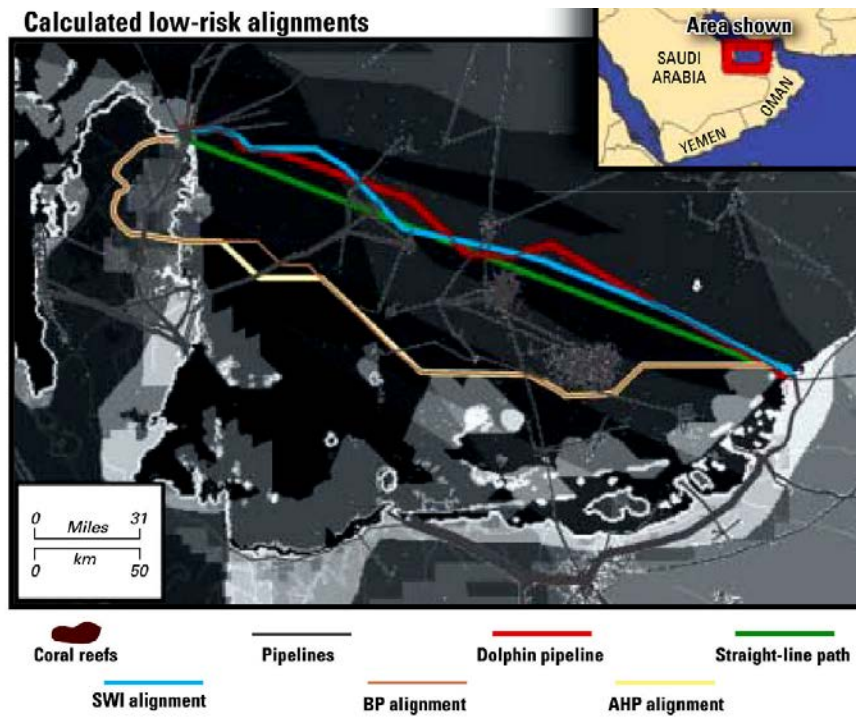 Calculated low-risk alignments
Area shown
SAUDI
ARABIA
OMAN
YEMEN
0 Miles 31
km
0 50
Coral reefs
Pipelines
Dolphin pipeline
Straight-line path
SWI alignment
BP alignment
AHP alignment